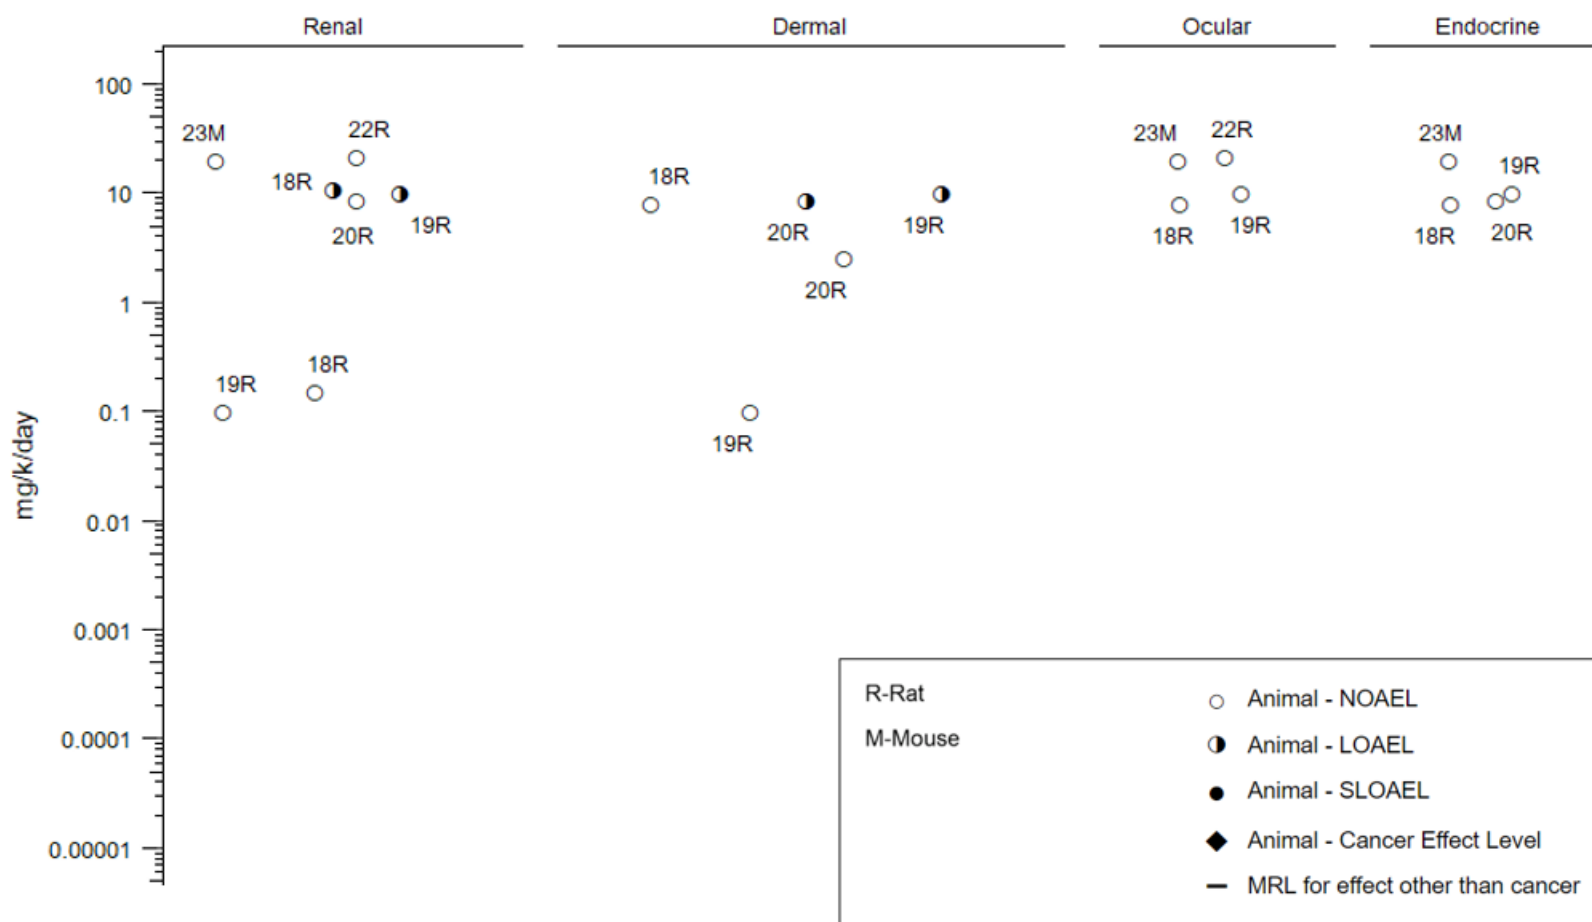 Renal
Dermal
Ocular
Endocrine
mg/k/day
100
10
1
0.1
0.01
0.001
0.0001
0.00001
23M
22R
18R
20R
19R
19R
18R
18R
20R
19R
20R
19R
23M
22R
18R
19R
23M
19R
18R
20R
R-Rat
M-Mouse
Animal - NOAEL
Animal - LOAEL
Animal - SLOAEL
Animal - Cancer Effect Level
MRL for effect other than cancer